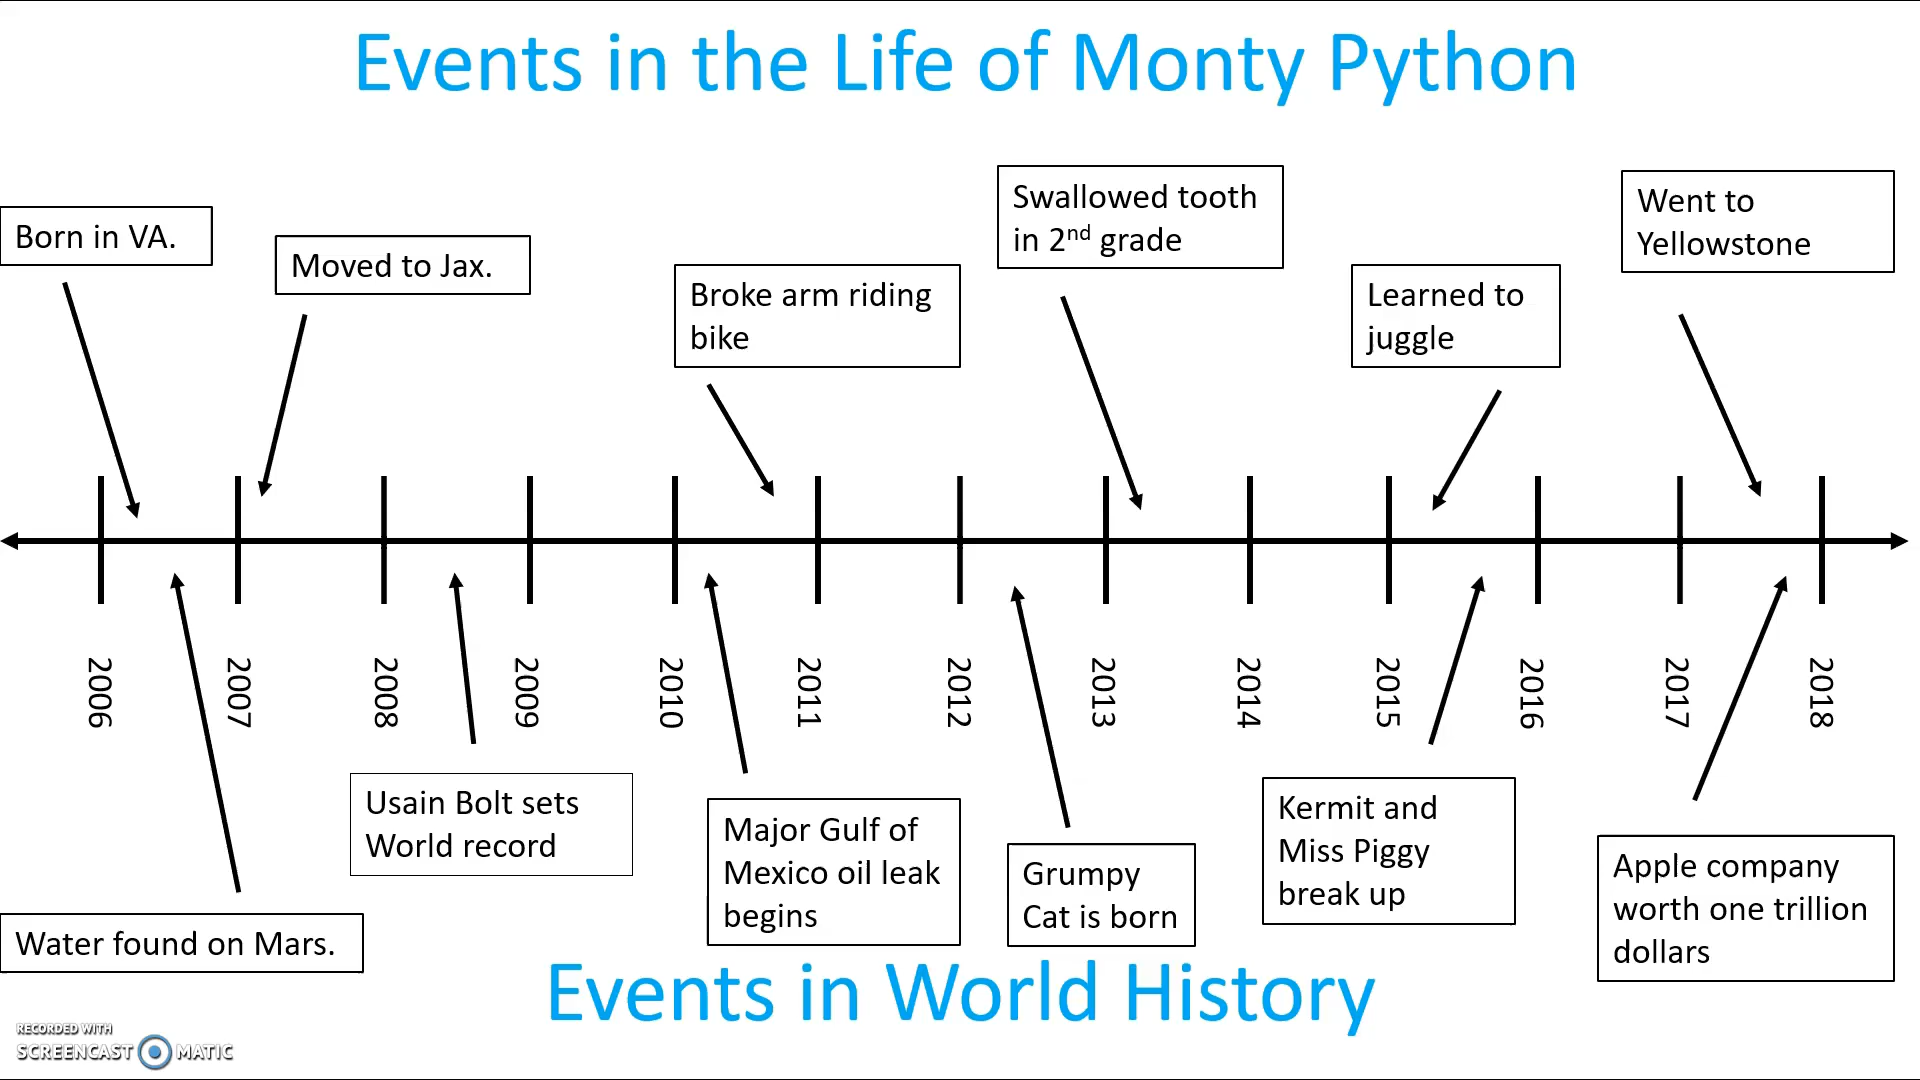 Events in the Life of Monty Python
Born in VA.
Moved to Jax.
Broke arm riding
bike
Swallowed tooth
in 2nd grade
Learned to
juggle
Went to
Yellowstone
2006
2007
2008
2009
2010
2011
2012
2013
2014
2015
2016
2017
2018
Water found on Mars.
Usain Bolt sets
World record
Major Gulf of
Mexico oil leak
begins
Grumpy
Cat is born
Kermit and
Miss Piggy
break up
Apple company
worth one trillion
dollars
Events in World History
RECORDED WITH
SCREENCAST MATIC